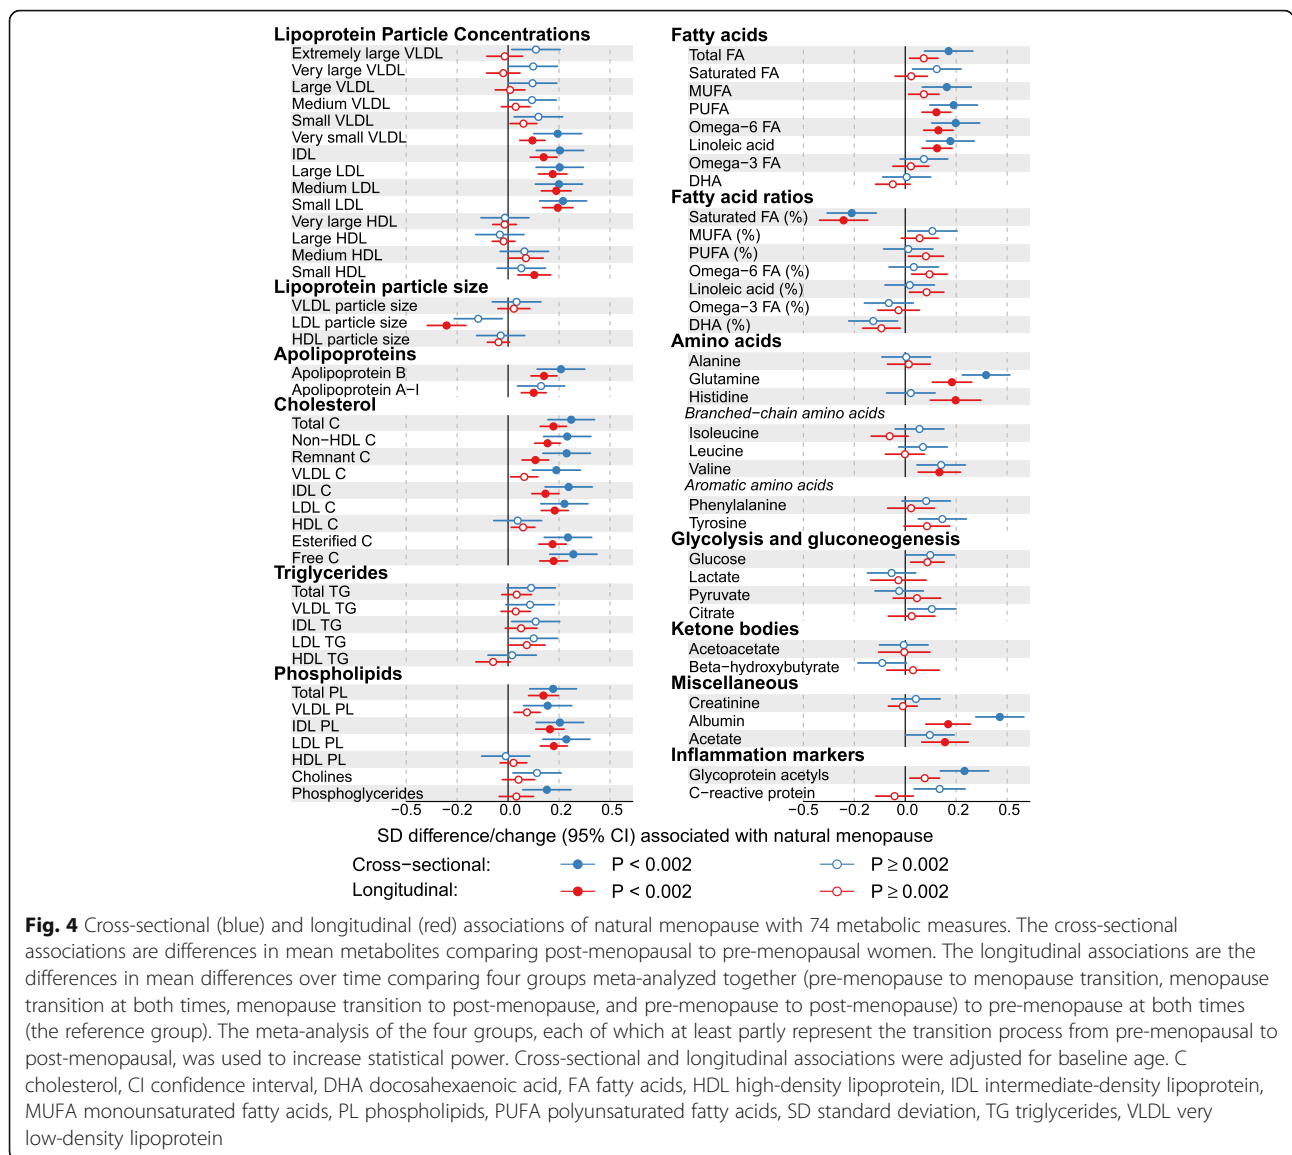 Lipoprotein Particle Concentrations
Extremely large VLDL
Very large VLDL
Large VLDL
Medium VLDL
Small VLDL
Very small VLDL
IDL
Large LDL
Medium LDL
Small LDL
Very large HDL
Large HDL
Medium HDL
Small HDL
Lipoprotein particle size
VLDL particle size
LDL particle size
HDL particle size
Apolipoproteins
Apolipoprotein B
Apolipoprotein A−I
Cholesterol
Total C
Non−HDL C
Remnant C
VLDL C
IDL C
LDL C
HDL C
Esterified C
Free C
Triglycerides
Total TG
VLDL TG
IDL TG
LDL TG
HDL TG
Phospholipids
Total PL
VLDL PL
IDL PL
LDL PL
HDL PL
Cholines
Phosphoglycerides
−0.5 −0.2 0.0 0.2 0.5
Fatty acids
Total FA
Saturated FA
MUFA
PUFA
Omega−6 FA
Linoleic acid
Omega−3 FA
DHA
Fatty acid ratios
Saturated FA (%)
MUFA (%)
PUFA (%)
Omega−6 FA (%)
Linoleic acid (%)
Omega−3 FA (%)
DHA (%)
Amino acids
Alanine
Glutamine
Histidine
Branched−chain amino acids
Isoleucine
Leucine
Valine
Aromatic amino acids
Phenylalanine
Tyrosine
Glycolysis and gluconeogenesis
Glucose
Lactate
Pyruvate
Citrate
Ketone bodies
Acetoacetate
Beta−hydroxybutyrate
Miscellaneous
Creatinine
Albumin
Acetate
Inflammation markers
Glycoprotein acetyls
C−reactive protein
−0.5 −0.2 0.0 0.2 0.5
SD difference/change (95% CI) associated with natural menopause
Cross−sectional: P < 0.002 P ≥ 0.002
Longitudinal: P < 0.002 P ≥ 0.002
Fig. 4 Cross-sectional (blue) and longitudinal (red) associations of natural menopause with 74 metabolic measures. The cross-sectional
associations are differences in mean metabolites comparing post-menopausal to pre-menopausal women. The longitudinal associations are the
differences in mean differences over time comparing four groups meta-analyzed together (pre-menopause to menopause transition, menopause
transition at both times, menopause transition to post-menopause, and pre-menopause to post-menopause) to pre-menopause at both times
(the reference group). The meta-analysis of the four groups, each of which at least partly represent the transition process from pre-menopausal to
post-menopausal, was used to increase statistical power. Cross-sectional and longitudinal associations were adjusted for baseline age. C
cholesterol, CI confidence interval, DHA docosahexaenoic acid, FA fatty acids, HDL high-density lipoprotein, IDL intermediate-density lipoprotein,
MUFA monounsaturated fatty acids, PL phospholipids, PUFA polyunsaturated fatty acids, SD standard deviation, TG triglycerides, VLDL very
low-density lipoprotein